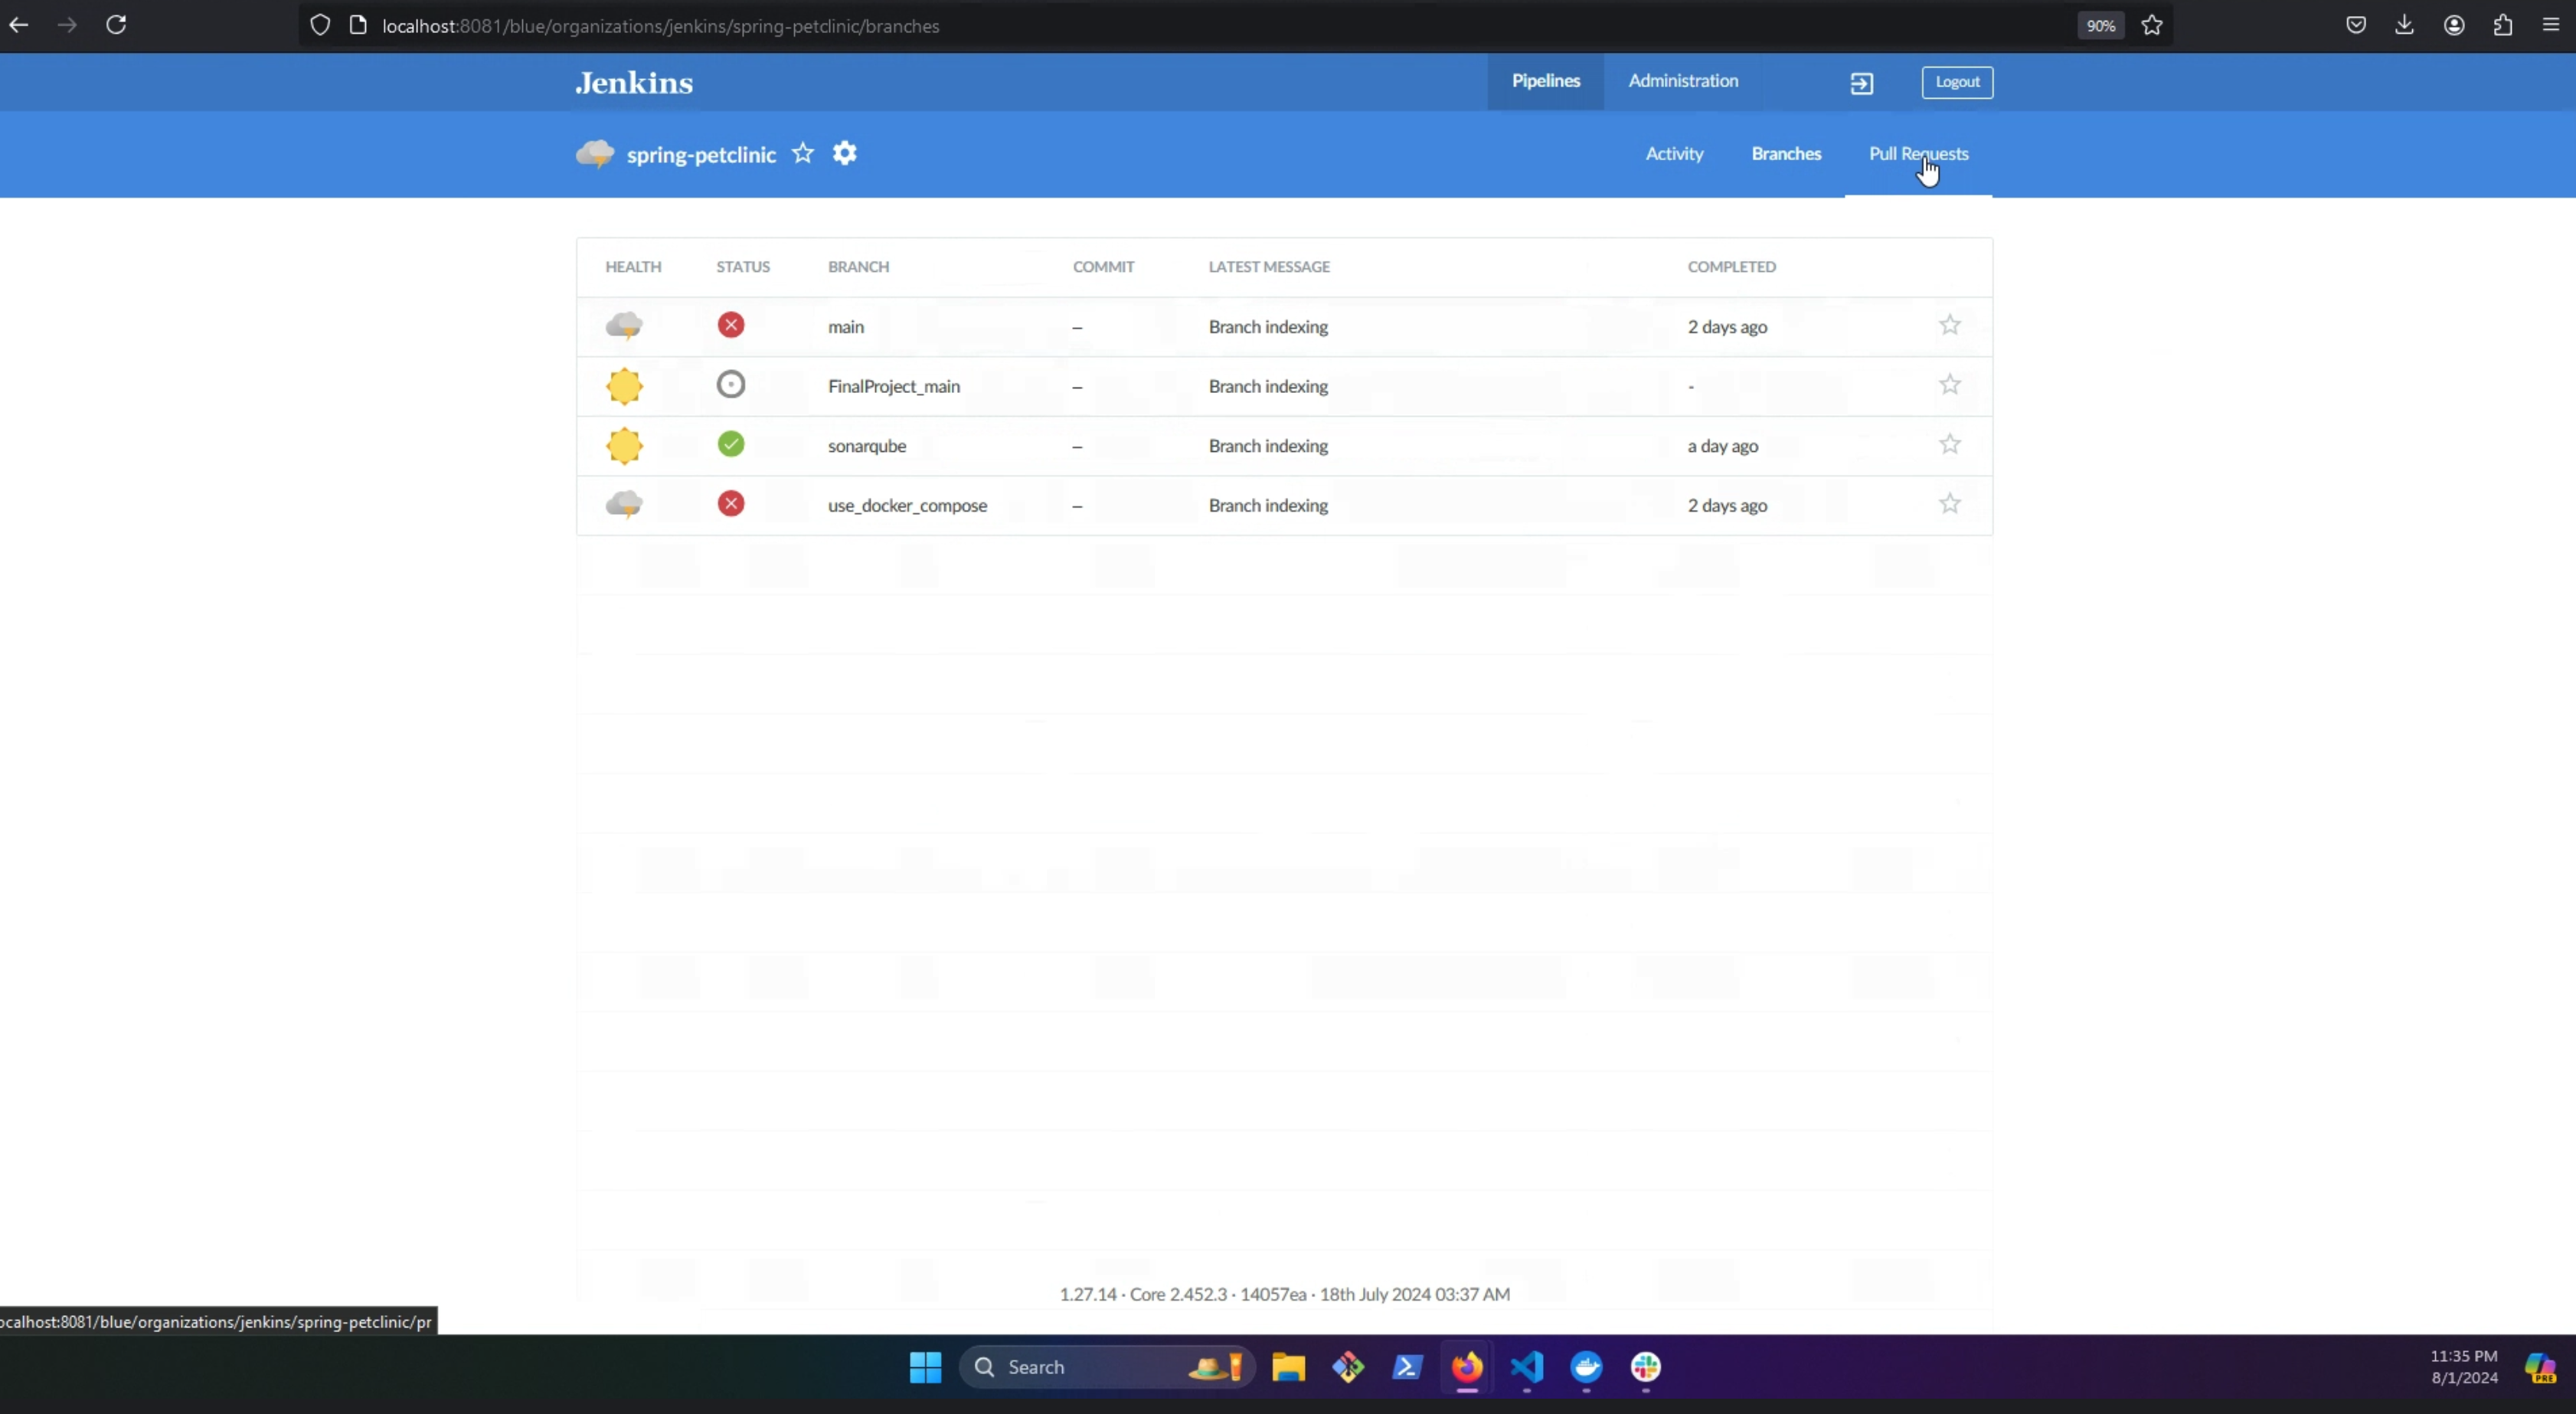 localhost:8081/blue/organizations/jenkins/spring-petclinic/branches
90%
Jenkins
Pipelines
Administration
Logout
spring-petclinic
Activity
Branches
Pull Requests
HEALTH STATUS BRANCH COMMIT LATEST MESSAGE COMPLETED
main – Branch indexing 2 days ago
FinalProject_main – Branch indexing -
sonarqube – Branch indexing a day ago
use_docker_compose – Branch indexing 2 days ago
1.27.14 · Core 2.452.3 · 14057ea · 18th July 2024 03:37 AM
ocalhost:8081/blue/organizations/jenkins/spring-petclinic/pr
Search
11:35 PM
8/1/2024
PRE